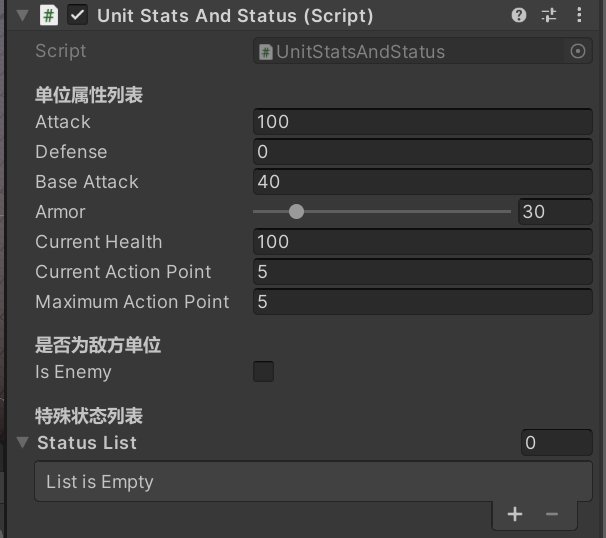 Unit Stats And Status (Script)
Script # UnitStatsAndStatus
单位属性列表
Attack 100
Defense 0
Base Attack 40
Armor 30
Current Health 100
Current Action Point 5
Maximum Action Point 5
是否为敌方单位
Is Enemy
特殊状态列表
Status List 0
List is Empty
+ −